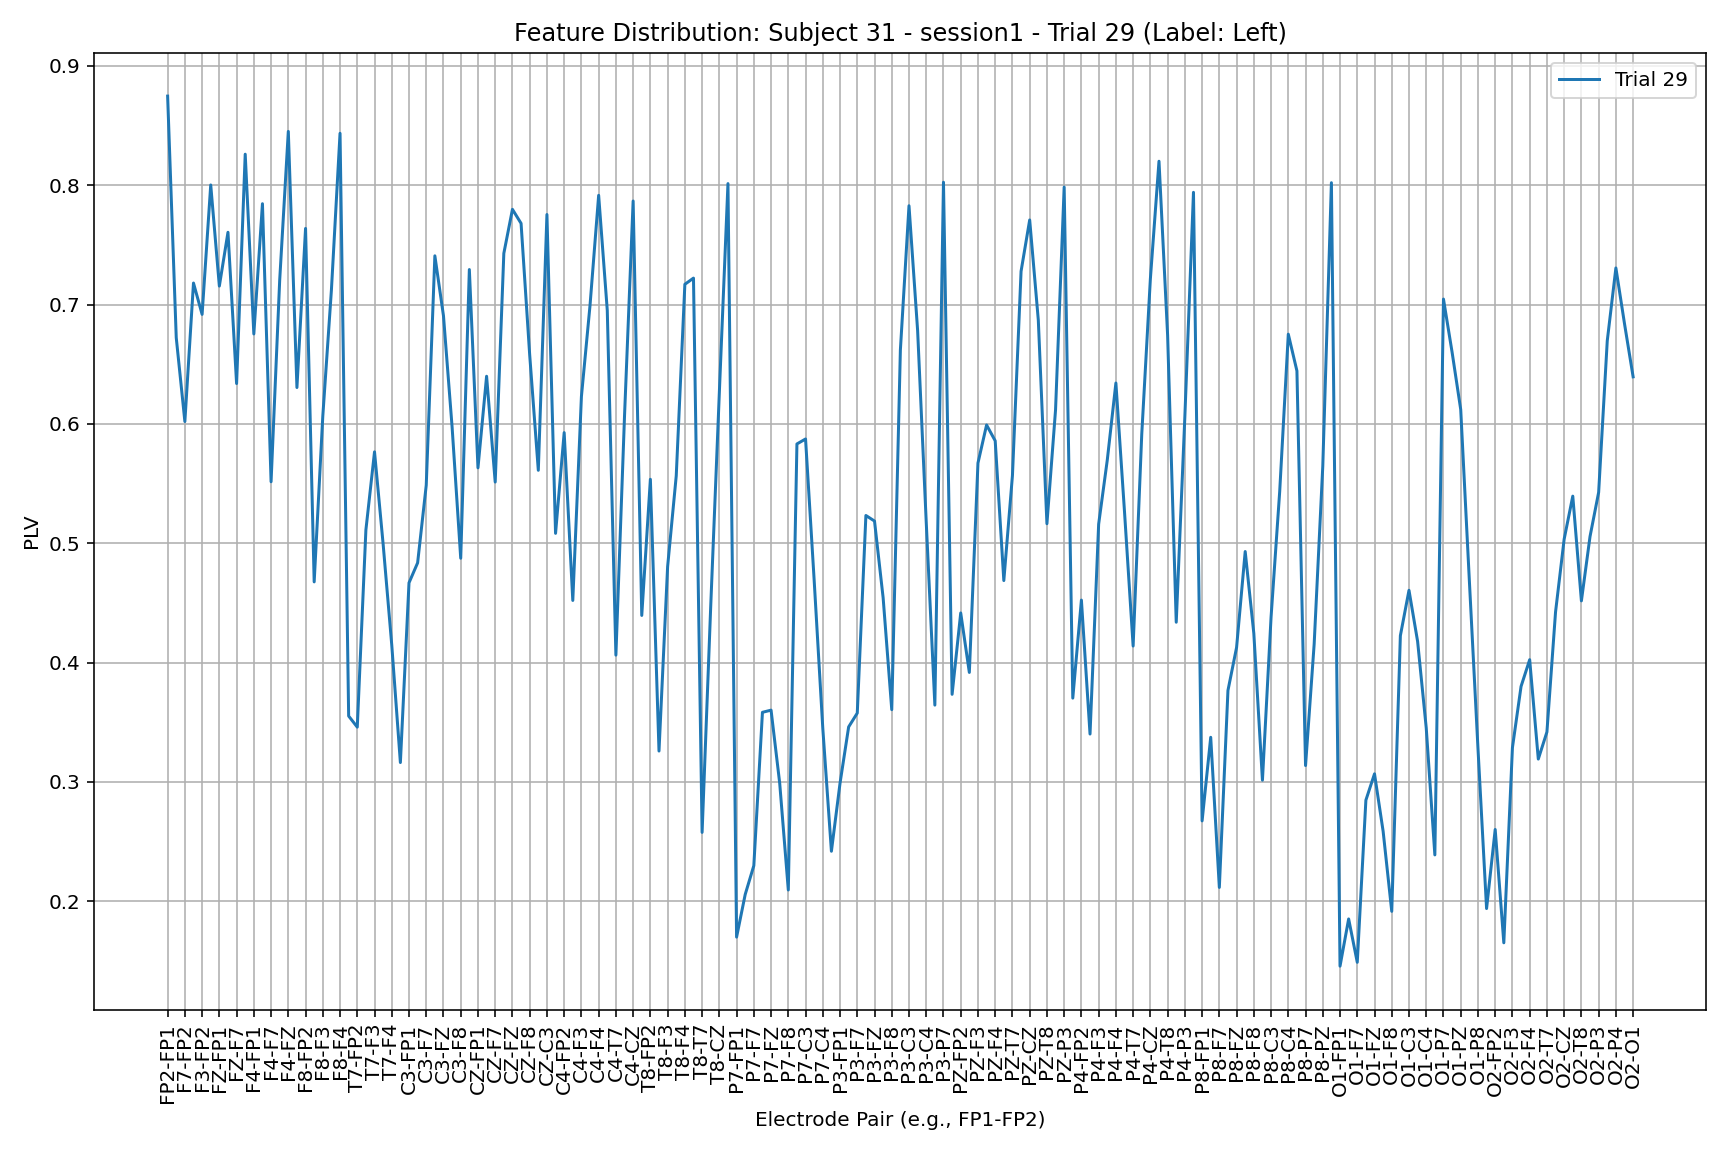 Feature Distribution: Subject 31 - session1 - Trial 29 (Label: Left)
Trial 29
0.9
0.8
0.7
0.6
0.5
0.4
0.3
0.2
PLV
FP2-FP1
F7-FP2
F3-FP2
FZ-FP1
FZ-F7
F4-FP1
F4-F7
F4-FZ
F8-FP2
F8-F3
F8-F4
T7-FP2
T7-F3
T7-F4
C3-FP1
C3-F7
C3-FZ
C3-F8
CZ-FP1
CZ-F7
CZ-FZ
CZ-F8
CZ-C3
C4-FP2
C4-F3
C4-F4
C4-T7
C4-CZ
T8-FP2
T8-F3
T8-F4
T8-T7
T8-CZ
P7-FP1
P7-F7
P7-FZ
P7-F8
P7-C3
P7-C4
P3-FP1
P3-F7
P3-FZ
P3-F8
P3-C3
P3-C4
P3-P7
PZ-FP2
PZ-F3
PZ-F4
PZ-T7
PZ-CZ
PZ-T8
PZ-P3
P4-FP2
P4-F3
P4-F4
P4-T7
P4-CZ
P4-T8
P4-P3
P8-FP1
P8-F7
P8-FZ
P8-F8
P8-C3
P8-C4
P8-P7
P8-PZ
O1-FP1
O1-F7
O1-FZ
O1-F8
O1-C3
O1-C4
O1-P7
O1-PZ
O1-P8
O2-FP2
O2-F3
O2-F4
O2-T7
O2-CZ
O2-T8
O2-P3
O2-P4
O2-O1
Electrode Pair (e.g., FP1-FP2)